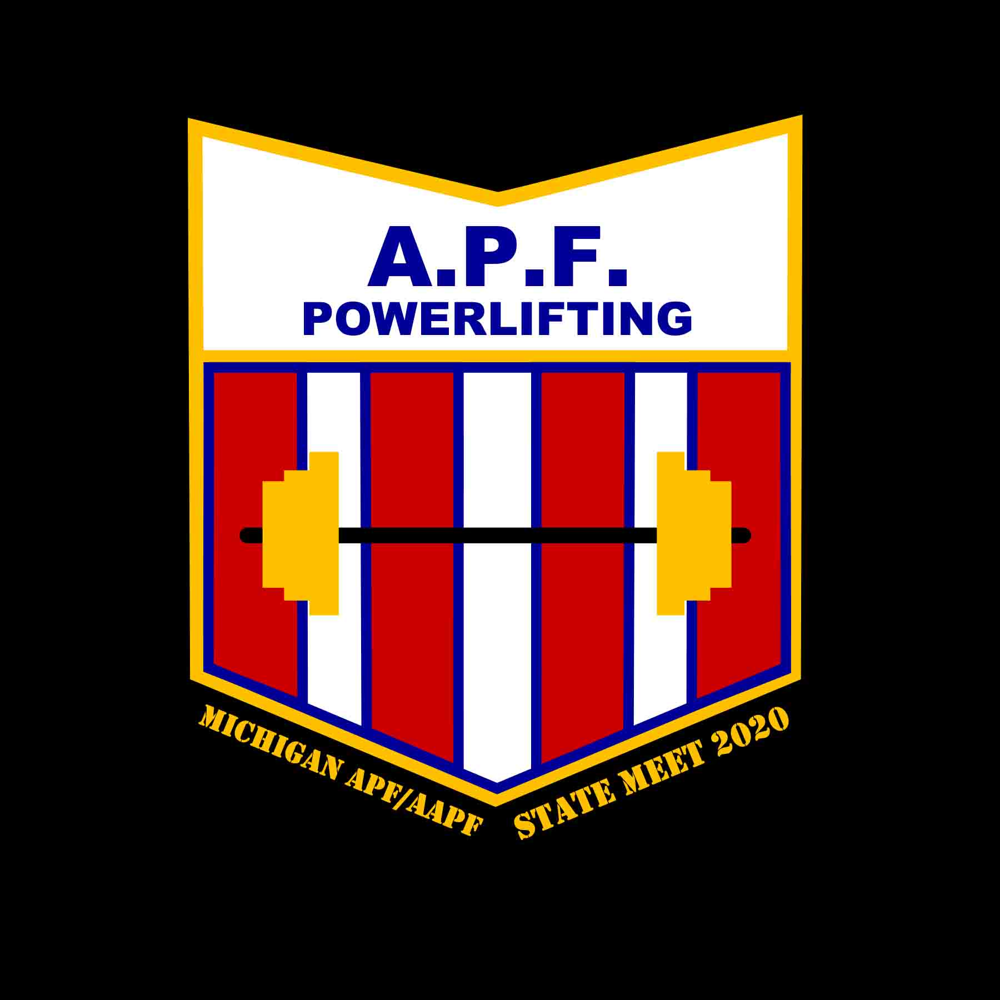 A.P.F.
POWERLIFTING
MICHIGAN APF/AAPF STATE MEET 2020